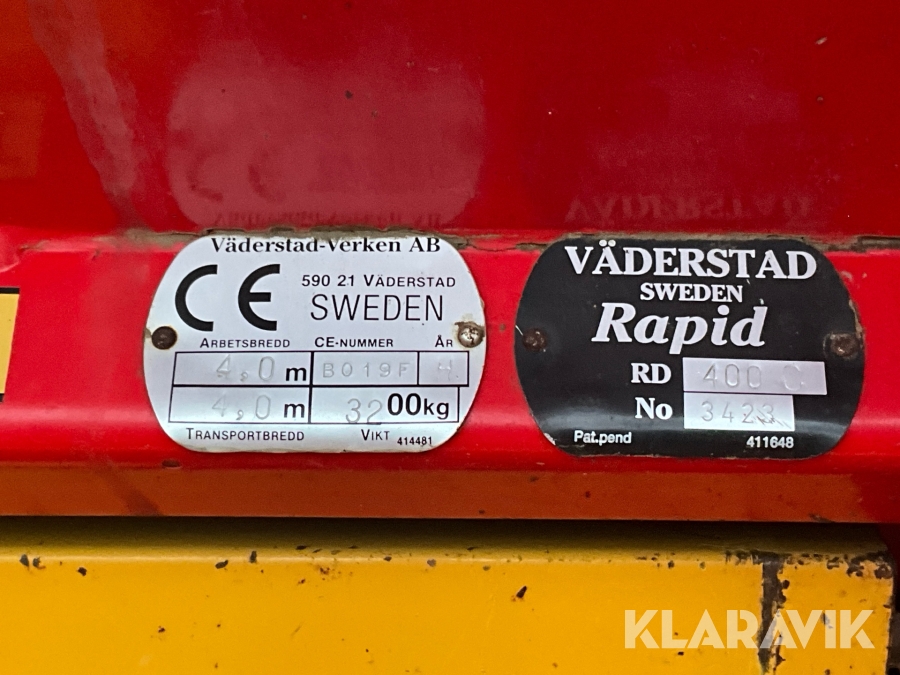 Väderstad-Verken AB
CE
590 21 VÄDERSTAD
SWEDEN
ARBETSBREDD CE-NUMMER ÅR
4,0 m B019F
4,0 m 3200kg
TRANSPORTBREDD VIKT 414481
VÄDERSTAD
SWEDEN
Rapid
RD 400 C
No 3423
Pat.pend 411648
KLARAVIK